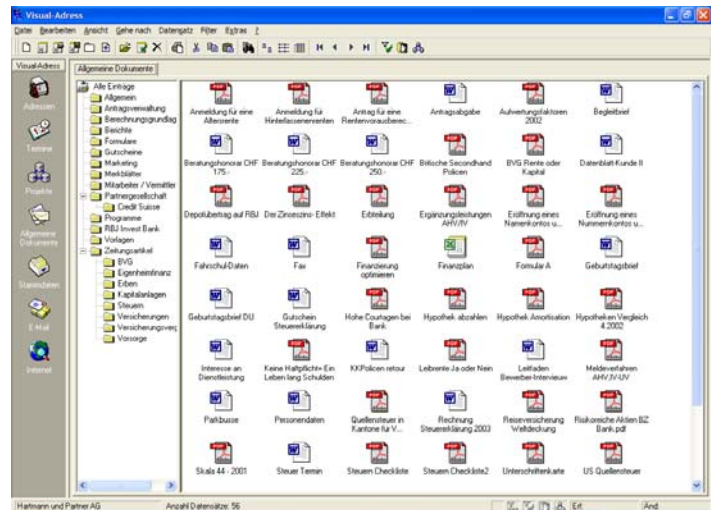 Visual-Adress
Datei Bearbeiten Ansicht Gehe nach Datensatz Filter Extras ?
Visual-Adress
Adressen
Termine
Projekte
Allgemeine Dokumente
Stammdaten
E-Mail
Internet
Allgemeine Dokumente
Alle Einträge
Allgemein
Antragsverwaltung
Berechnungsgrundlag
Berichte
Formulare
Gutscheine
Marketing
Merkblätter
Mitarbeiter / Vermittler
Partnergesellschaft
Credit Suisse
Programme
RBJ Invest Bank
Vorlagen
Zeitungsartikel
BVG
Eigenheimfinanz
Erben
Kapitalanlagen
Steuern
Versicherungen
Versicherungsverg
Vorsorge
Anmeldung für eine Altersrente
Anmeldung für Hinterlassenenrenten
Antrag für eine Rentenvorausberec...
Antragsabgabe
Aufwertungsfaktoren 2002
Begleitbrief
Beratungshonorar CHF 175.-
Beratungshonorar CHF 225.-
Beratungshonorar CHF 250.-
Britische Secondhand Policen
BVG Rente oder Kapital
Datenblatt-Kunde II
Depotübertrag auf RBJ
Der Zinseszins- Effekt
Erbteilung
Ergänzungsleistungen AHV/IV
Eröffnung eines Namenkontos u...
Eröffnung eines Nummernkontos u...
Fahrschul-Daten
Fax
Finanzierung optimieren
Finanzplan
Formular A
Geburtstagsbrief
Geburtstagsbrief DU
Gutschein Steuererklärung
Hohe Courtagen bei Bank
Hypothek abzahlen
Hypothek Amortisation
Hypotheken Vergleich 4.2002
Interesse an Dienstleistung
Keine Haftpflicht= Ein Leben lang Schulden
KKPolicen retour
Leibrente Ja oder Nein
Leitfaden Bewerber-Interview
Meldeverfahren AHV,IV-UV
Parkbusse
Personendaten
Quellensteuer in Kantone für V...
Rechnung Steuererklärung 2003
Reiseversicherung Weltdeckung
Risikoreiche Aktien BZ Bank.pdf
Skala 44 - 2001
Steuer Termin
Steuern Checkliste
Steuern Checkliste2
Unterschriftenkarte
US Quellensteuer
Hartmann und Partner AG
Anzahl Datensätze: 56
Erf.
Änd.